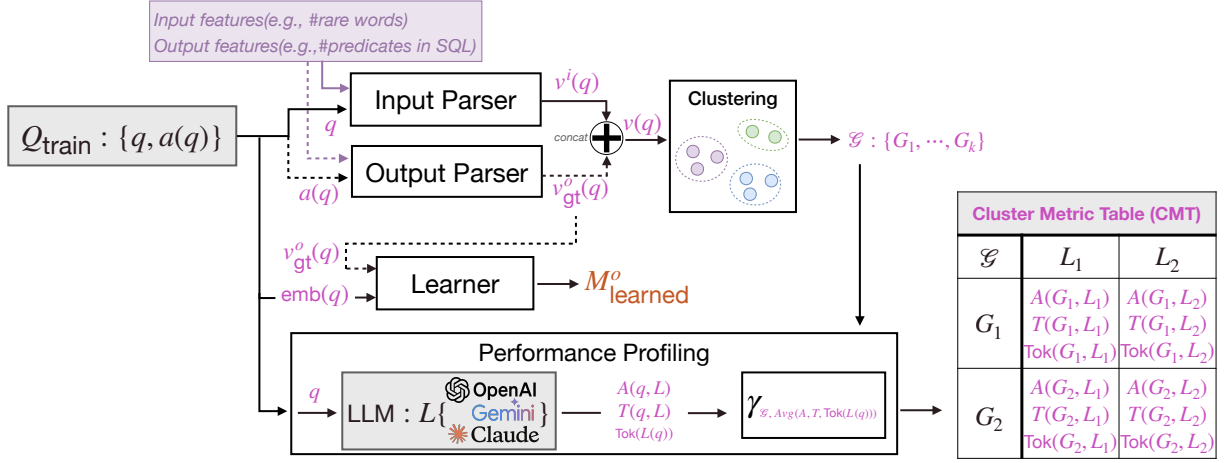 Input features(e.g., #rare words)
Output features(e.g.,#predicates in SQL)
Q_train : {q, a(q)}
q
a(q)
Input Parser
Output Parser
v^i(q)
concat
v^o_gt(q)
v(q)
Clustering
𝒢 : {G_1, ⋯, G_k}
v^o_gt(q)
emb(q)
Learner
M^o_learned
Performance Profiling
q
LLM : L{ }
OpenAI
Gemini
Claude
A(q, L)
T(q, L)
Tok(L(q))
γ_𝒢, Avg(A, T, Tok(L(q)))
Cluster Metric Table (CMT)
𝒢 L_1 L_2
G_1
A(G_1, L_1) A(G_1, L_2)
T(G_1, L_1) T(G_1, L_2)
Tok(G_1, L_1) Tok(G_1, L_2)
G_2
A(G_2, L_1) A(G_2, L_2)
T(G_2, L_1) T(G_2, L_2)
Tok(G_2, L_1) Tok(G_2, L_2)